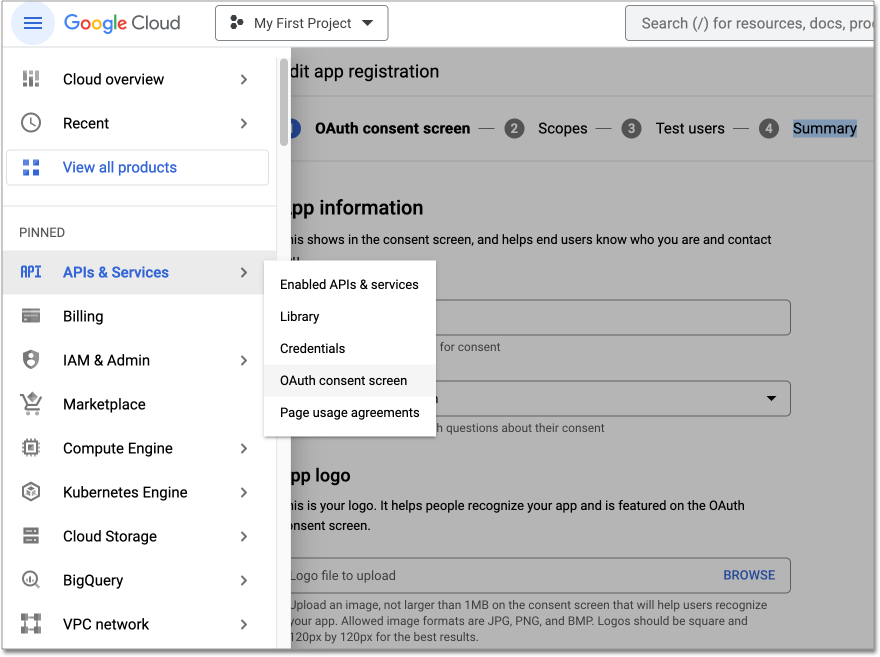 Google Cloud
My First Project
Search (/) for resources, docs, pro
Cloud overview
Recent
View all products
PINNED
API APIs & Services
Billing
IAM & Admin
Marketplace
Compute Engine
Kubernetes Engine
Cloud Storage
BigQuery
VPC network
Enabled APIs & services
Library
Credentials
OAuth consent screen
Page usage agreements
dit app registration
1 OAuth consent screen — 2 Scopes — 3 Test users — 4 Summary
pp information
his shows in the consent screen, and helps end users know who you are and contact
for consent
h questions about their consent
pp logo
his is your logo. It helps people recognize your app and is featured on the OAuth
onsent screen.
Logo file to upload BROWSE
Upload an image, not larger than 1MB on the consent screen that will help users recognize
your app. Allowed image formats are JPG, PNG, and BMP. Logos should be square and
120px by 120px for the best results.